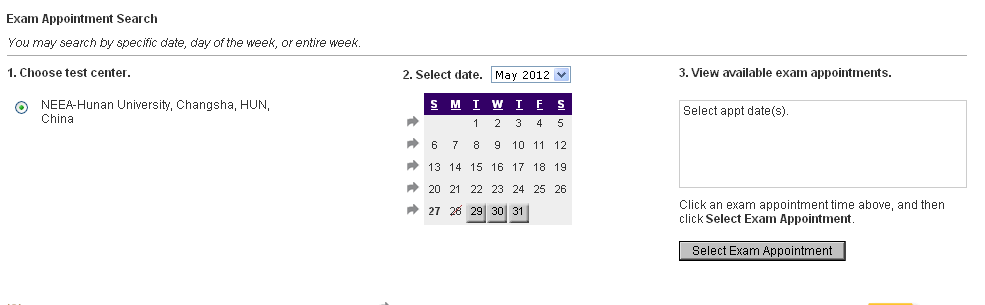 Exam Appointment Search
You may search by specific date, day of the week, or entire week.
1. Choose test center.
NEEA-Hunan University, Changsha, HUN,
China
2. Select date. May 2012
S M T W T F S
1 2 3 4 5
6 7 8 9 10 11 12
13 14 15 16 17 18 19
20 21 22 23 24 25 26
27 28 29 30 31
3. View available exam appointments.
Select appt date(s).
Click an exam appointment time above, and then
click Select Exam Appointment.
Select Exam Appointment